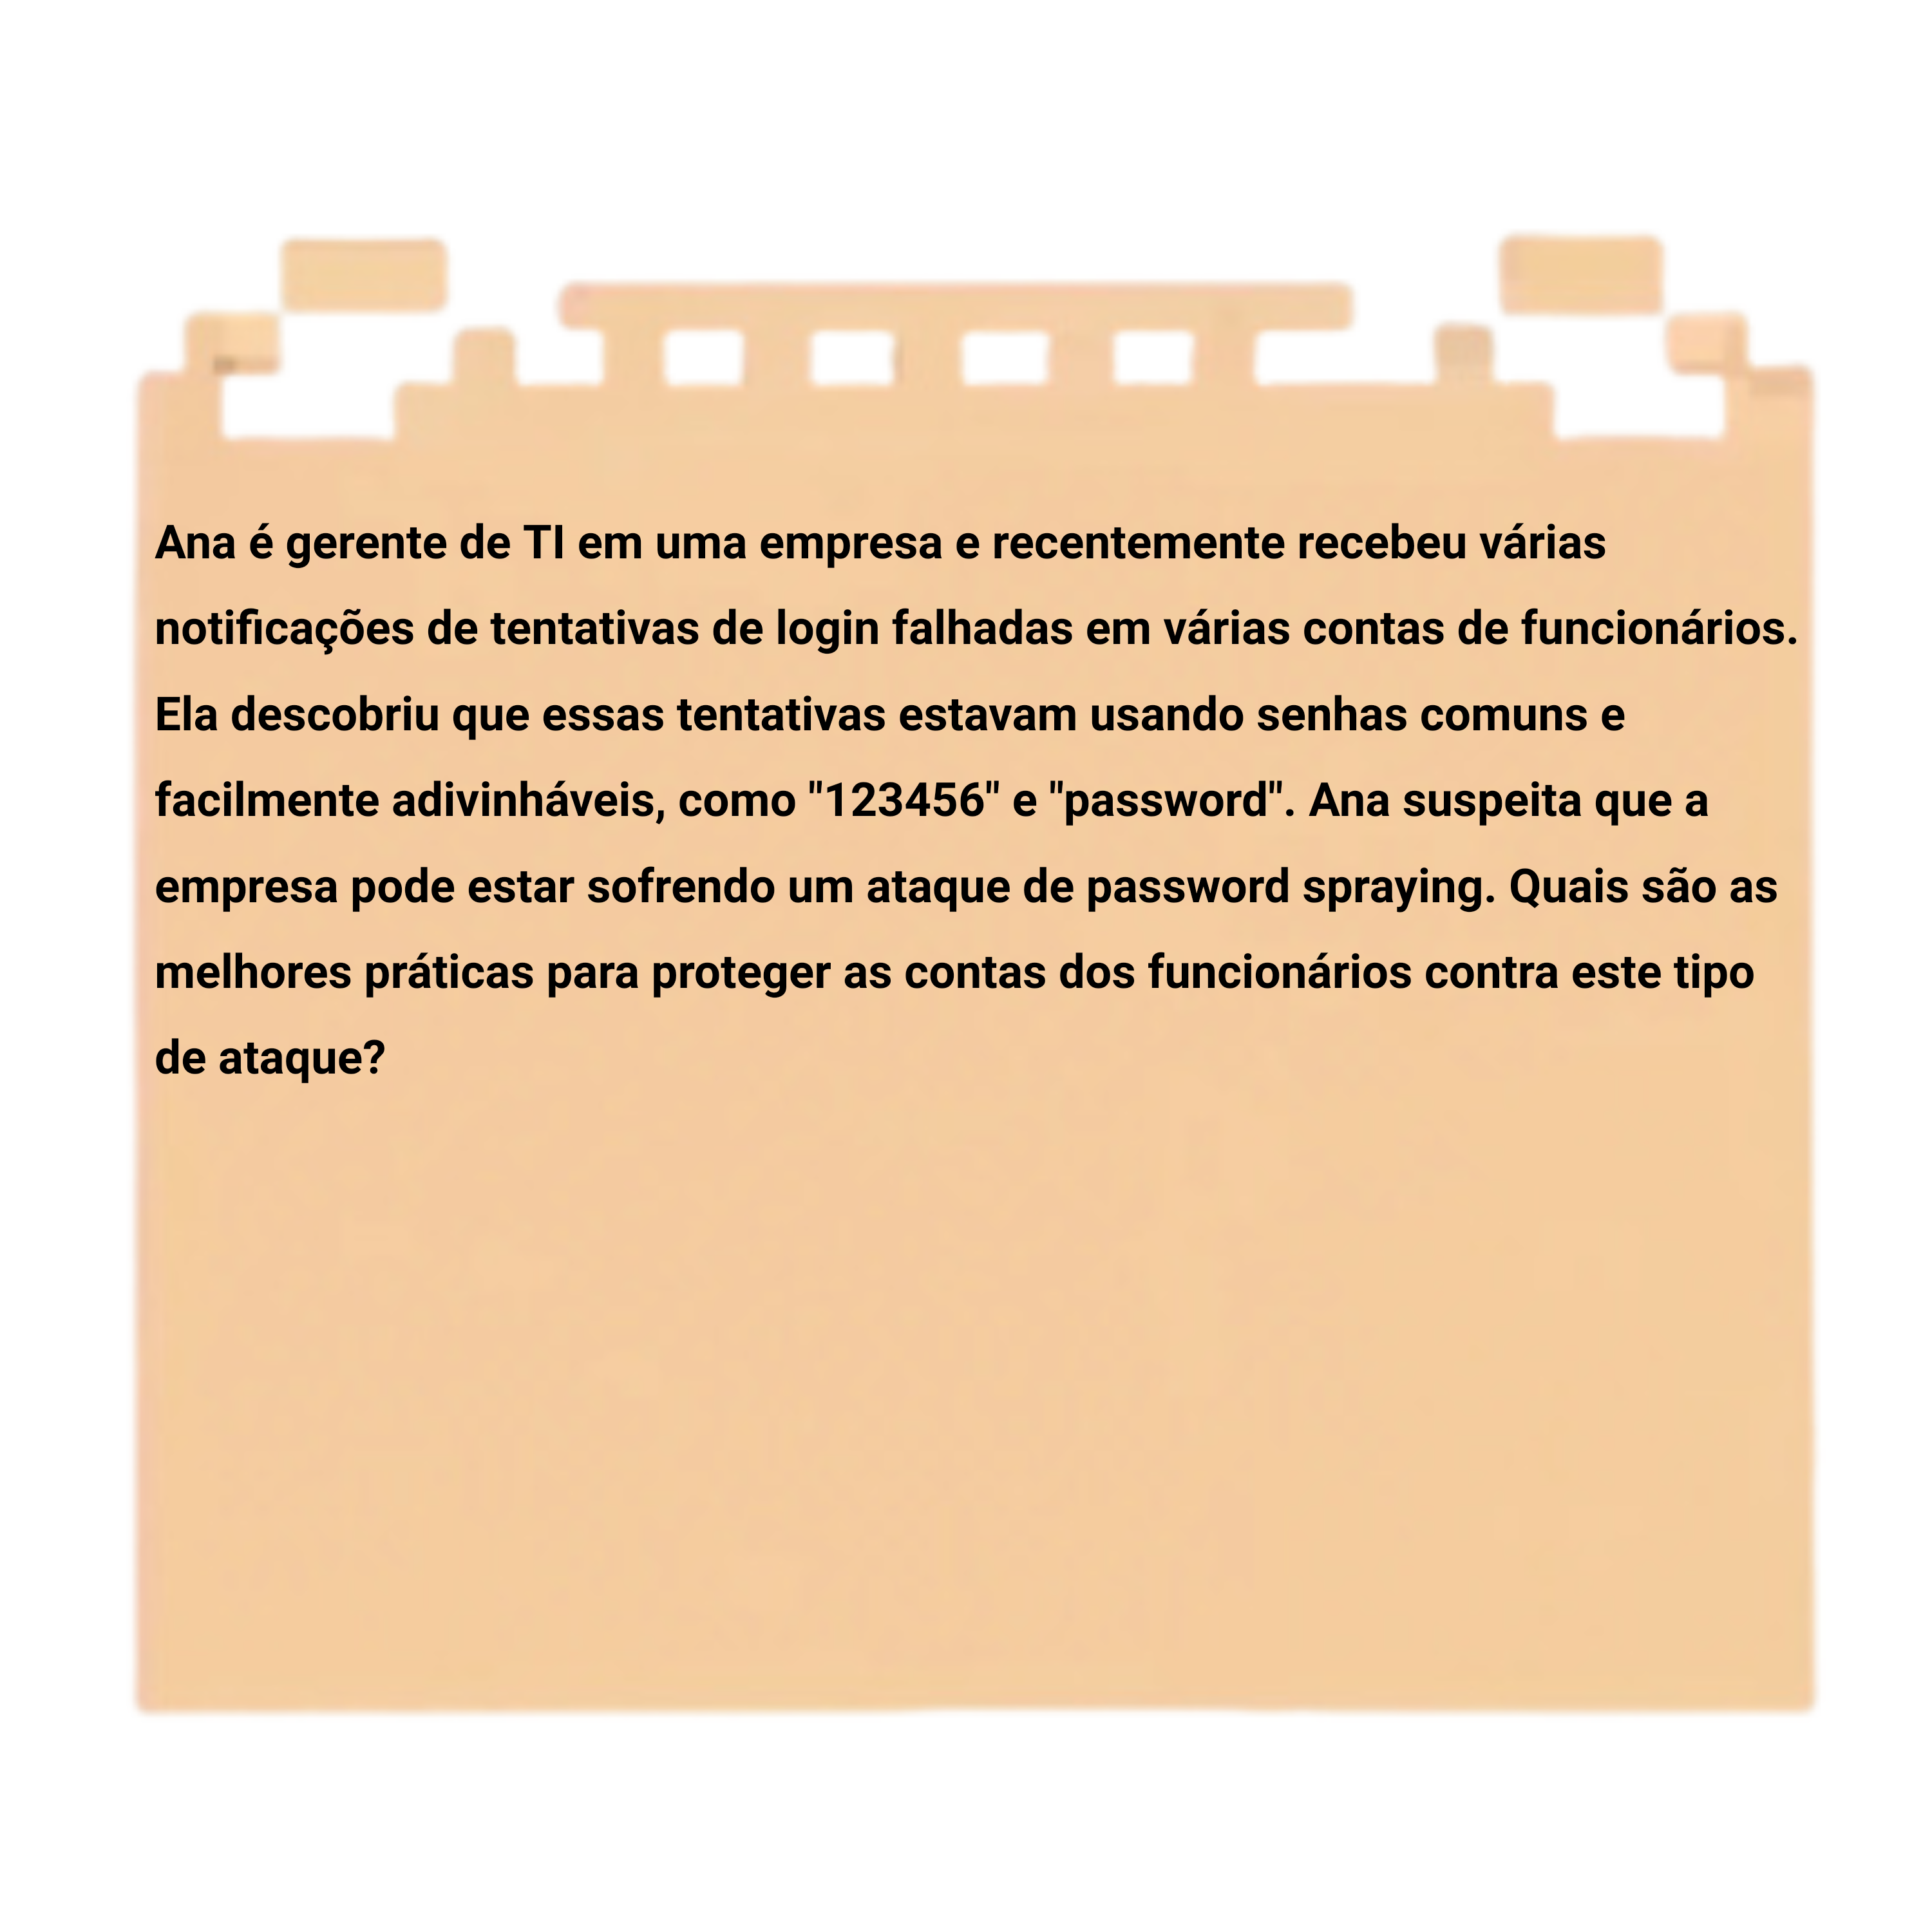 Ana é gerente de TI em uma empresa e recentemente recebeu várias
notificações de tentativas de login falhadas em várias contas de funcionários.
Ela descobriu que essas tentativas estavam usando senhas comuns e
facilmente adivinháveis, como "123456" e "password". Ana suspeita que a
empresa pode estar sofrendo um ataque de password spraying. Quais são as
melhores práticas para proteger as contas dos funcionários contra este tipo
de ataque?